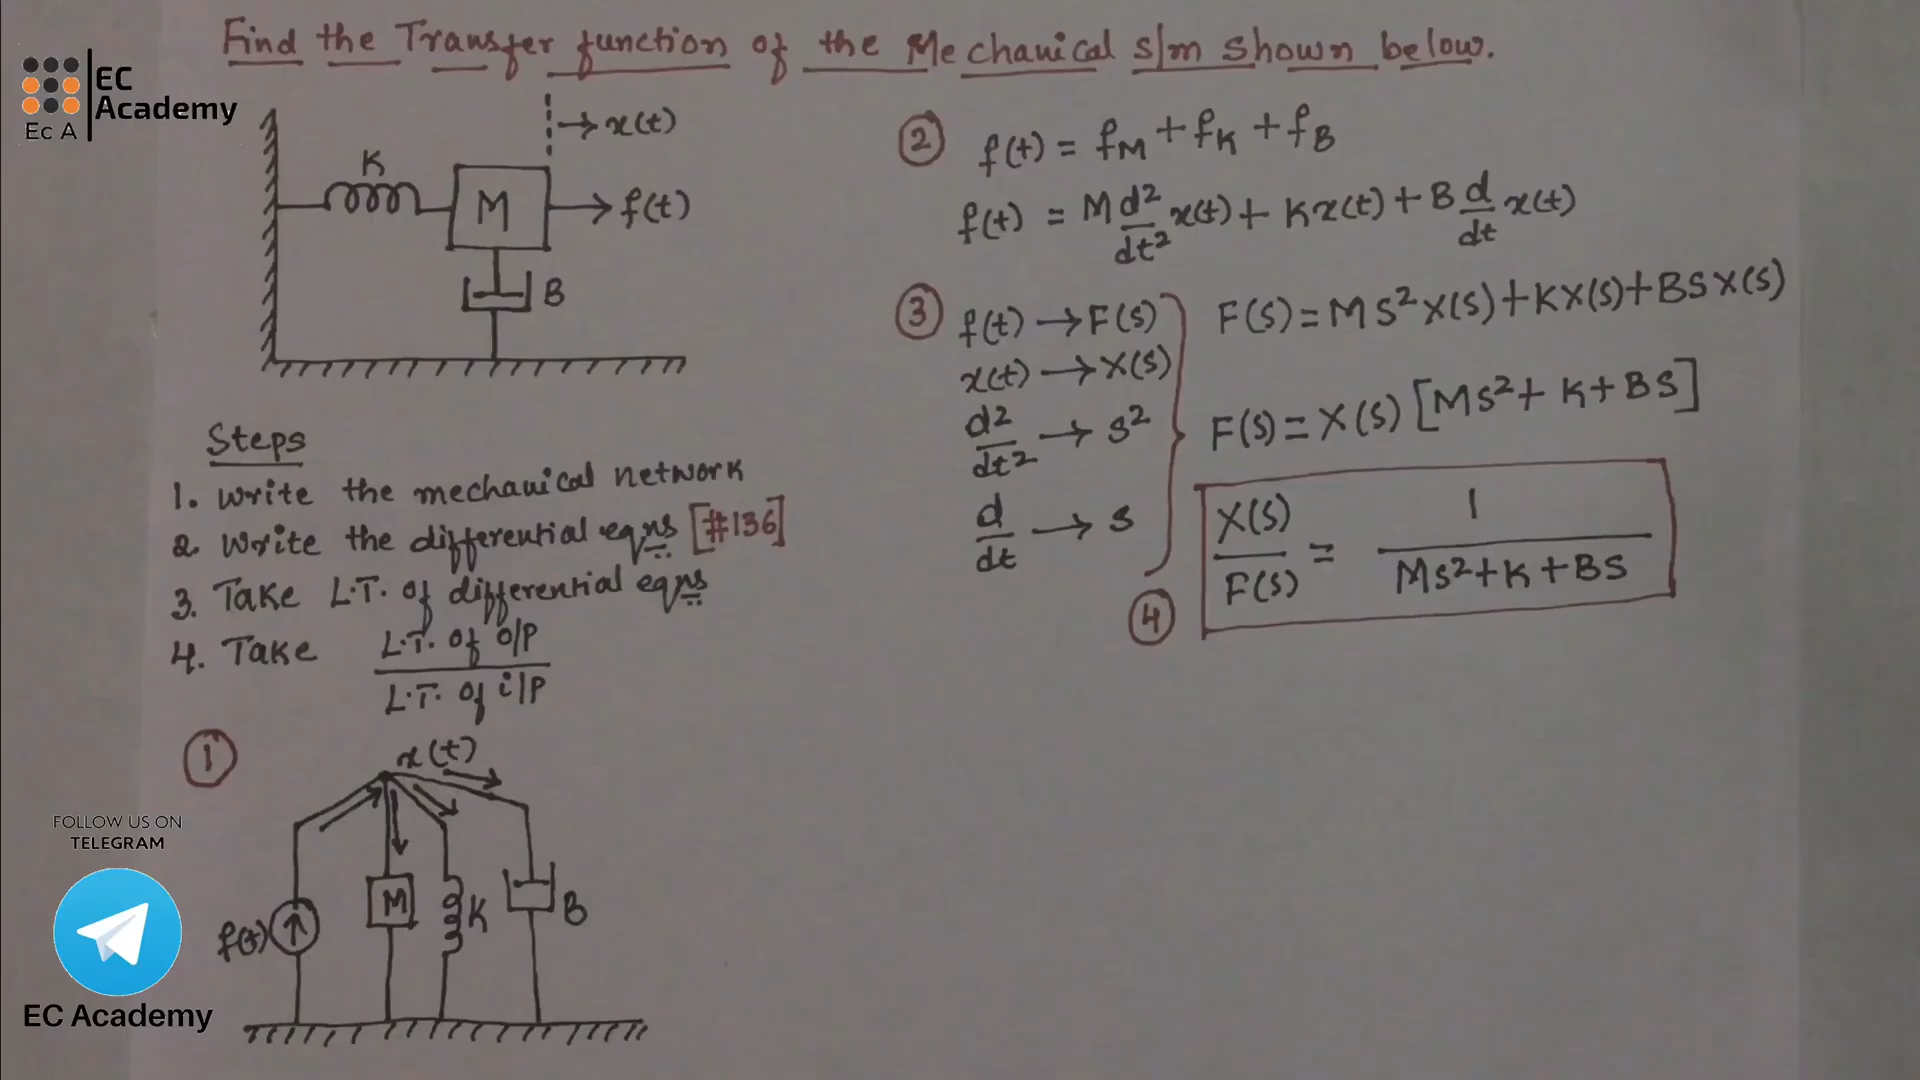 Find the Transfer function of the Mechanical s/m shown below.
EC
Academy
Ec A
→ x(t)
K
M
→ f(t)
B
Steps
1. Write the mechanical network
2. Write the differential eqns [#136]
3. Take L.T. of differential eqns
4. Take L.T. of o/p
L.T. of i/p
①
x(t)
f(t)
M
K
B
FOLLOW US ON
TELEGRAM
EC Academy
② f(t) = fM + fK + fB
f(t) = M d²/dt² x(t) + K x(t) + B d/dt x(t)
③ f(t) → F(s)
x(t) → X(s)
d²/dt² → s²
d/dt → s
F(s) = Ms² X(s) + KX(s) + BS X(s)
F(s) = X(s) [Ms² + K + BS]
④ X(s)/F(s) = 1/Ms² + K + BS